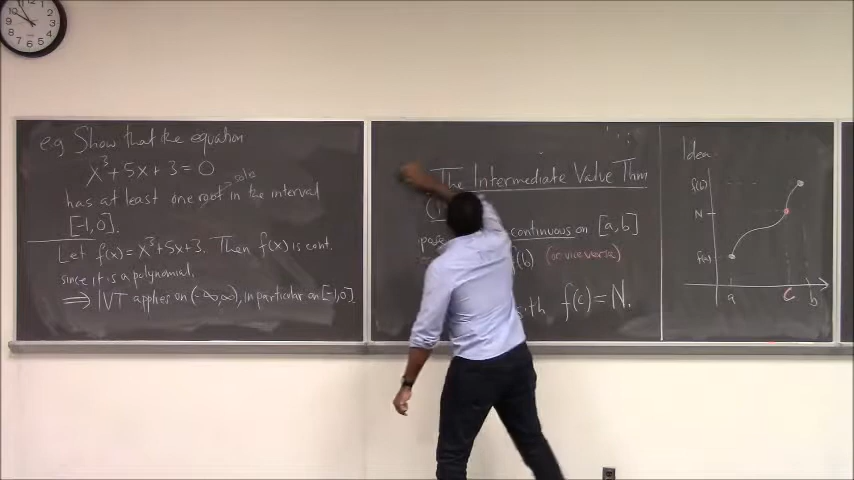 e.g Show that the equation
x³ + 5x + 3 = 0
has at least one root in the interval
[-1,0].
Let f(x) = x³+5x+3. Then f(x) is cont.
since it is a polynomial.
⟹ IVT applies on (-∞,∞), in particular on [-1,0]
The Intermediate Value Thm
continuous on [a,b]
f(b) (or vice versa)
f(c) = N.
Idea
f(b)
N
f(a)
a c b